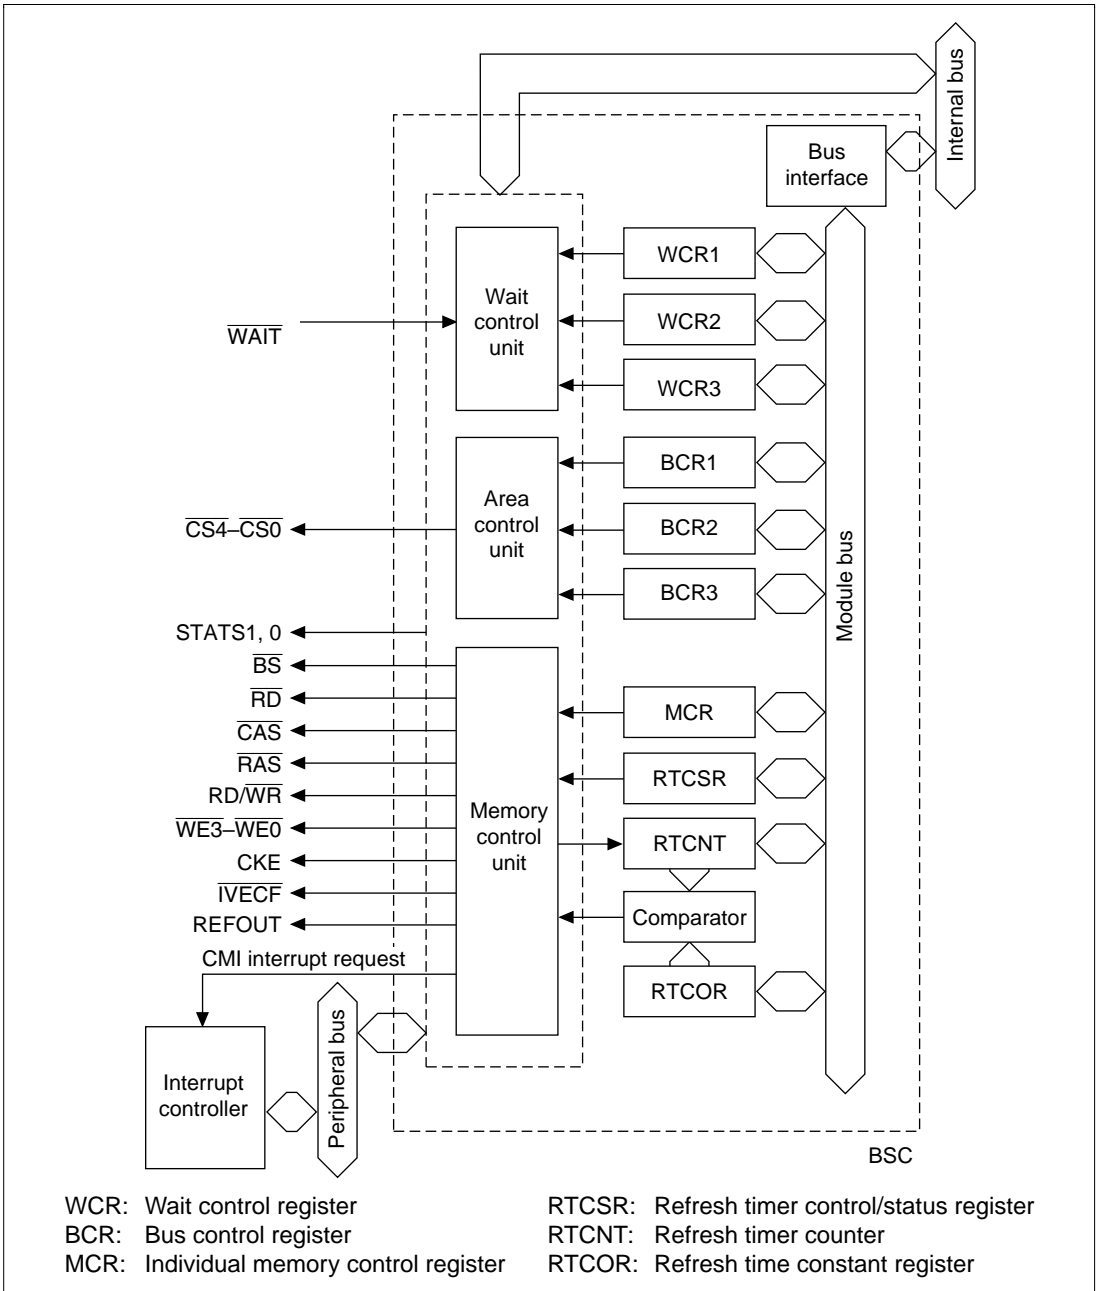 Internal bus
Bus
interface
WCR1
Wait
control
unit
WCR2
WAIT
WCR3
BCR1
Area
control
unit
CS4–CS0
BCR2
BCR3
Module bus
STATS1, 0
BS
RD
MCR
CAS
RAS
RTCSR
RD/WR
Memory
control
unit
WE3–WE0
RTCNT
CKE
IVECF
Comparator
REFOUT
CMI interrupt request
RTCOR
Peripheral bus
Interrupt
controller
BSC
WCR: Wait control register
BCR: Bus control register
MCR: Individual memory control register
RTCSR: Refresh timer control/status register
RTCNT: Refresh timer counter
RTCOR: Refresh time constant register